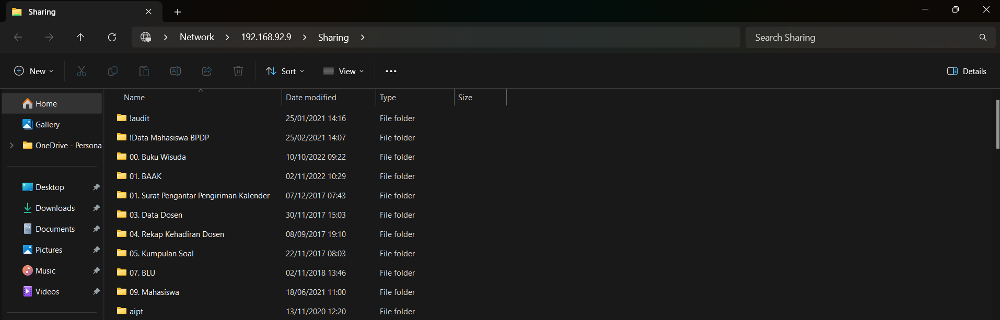 Sharing
Network 192.168.92.9 Sharing Search Sharing
New Sort View Details
Name Date modified Type Size
Home
Gallery
OneDrive - Persona
Desktop
Downloads
Documents
Pictures
Music
Videos
!audit 25/01/2021 14:16 File folder
!Data Mahasiswa BPDP 25/02/2021 14:07 File folder
00. Buku Wisuda 10/10/2022 09:22 File folder
01. BAAK 02/11/2022 10:29 File folder
01. Surat Pengantar Pengiriman Kalender 07/12/2017 07:43 File folder
03. Data Dosen 30/11/2017 15:03 File folder
04. Rekap Kehadiran Dosen 08/09/2017 19:10 File folder
05. Kumpulan Soal 22/11/2017 08:03 File folder
07. BLU 02/11/2018 13:46 File folder
09. Mahasiswa 18/06/2021 11:00 File folder
aipt 13/11/2020 12:20 File folder